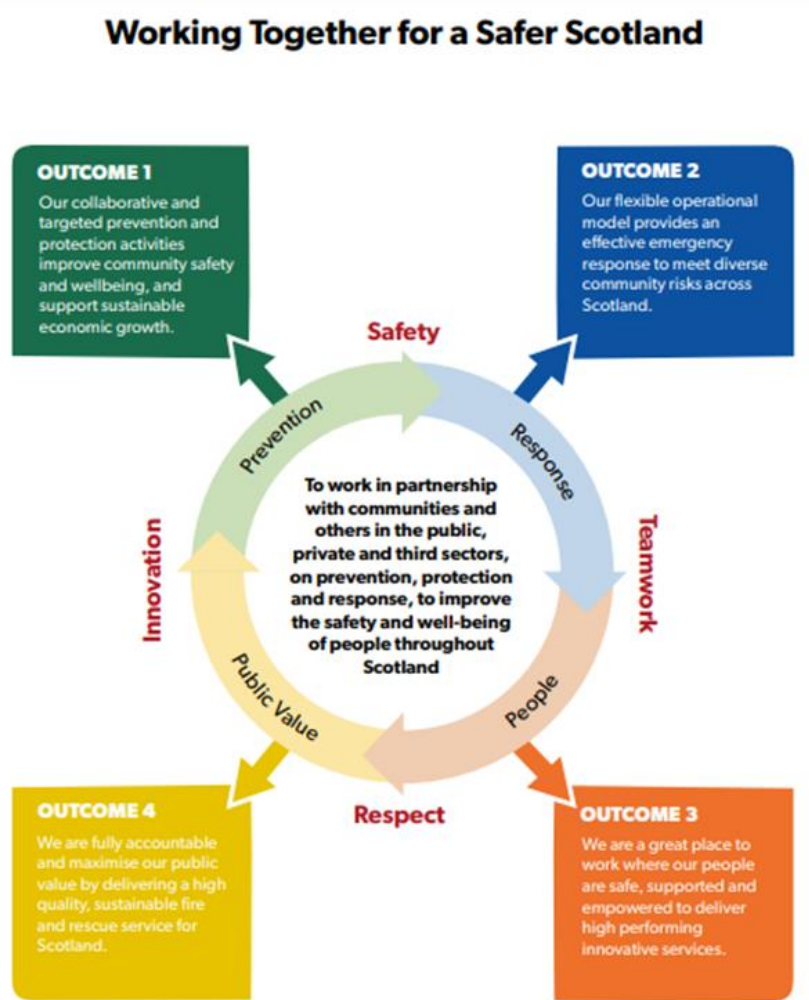 Working Together for a Safer Scotland
OUTCOME 1
Our collaborative and
targeted prevention and
protection activities
improve community safety
and wellbeing, and
support sustainable
economic growth.
OUTCOME 2
Our flexible operational
model provides an
effective emergency
response to meet diverse
community risks across
Scotland.
Safety
Prevention
Response
To work in partnership
with communities and
others in the public,
private and third sectors,
on prevention, protection
and response, to improve
the safety and well-being
of people throughout
Scotland
Innovation
Teamwork
Public Value
People
Respect
OUTCOME 4
We are fully accountable
and maximise our public
value by delivering a high
quality, sustainable fire
and rescue service for
Scotland.
OUTCOME 3
We are a great place to
work where our people
are safe, supported and
empowered to deliver
high performing
innovative services.